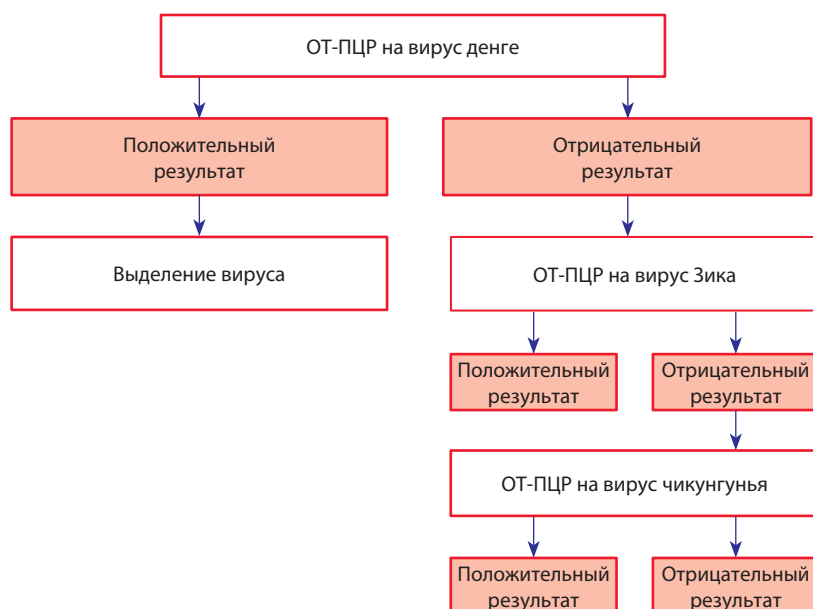 ОТ-ПЦР на вирус денге
Положительный
результат
Отрицательный
результат
Выделение вируса
ОТ-ПЦР на вирус Зика
Положительный
результат
Отрицательный
результат
ОТ-ПЦР на вирус чикунгунья
Положительный
результат
Отрицательный
результат